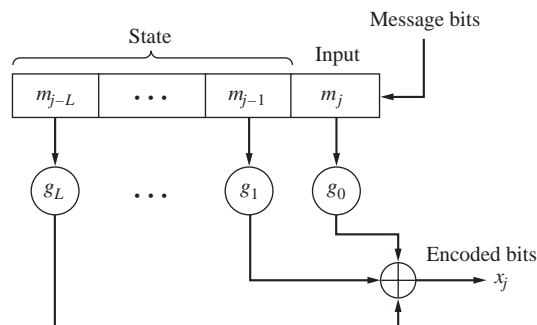 Message bits
State
Input
m_{j-L} ... m_{j-1} m_j
g_L ... g_1 g_0
Encoded bits
x_j